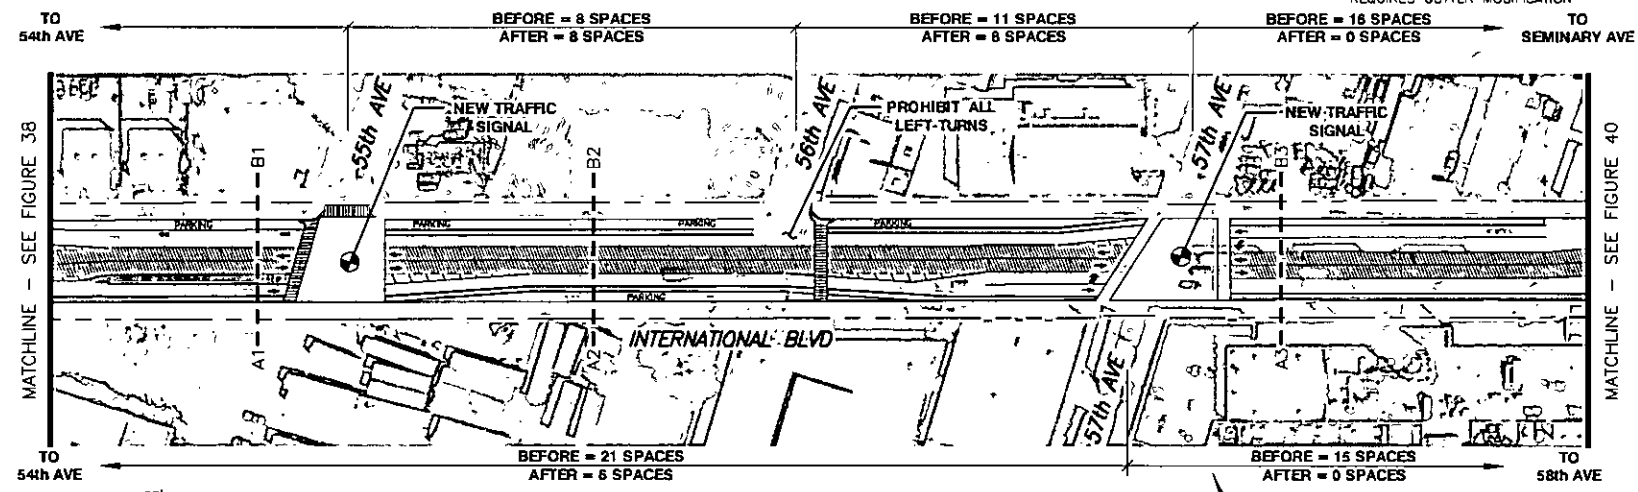 TO
54th AVE
BEFORE = 8 SPACES
AFTER = 8 SPACES
BEFORE = 11 SPACES
AFTER = 8 SPACES
BEFORE = 16 SPACES
AFTER = 0 SPACES
TO
SEMINARY AVE
MATCHLINE - SEE FIGURE 38
B1
55th AVE
NEW TRAFFIC
SIGNAL
B2
56th AVE
PROHIBIT ALL
LEFT-TURNS
57th AVE
NEW TRAFFIC
SIGNAL
B3
MATCHLINE - SEE FIGURE 40
PARKING
PARKING
PARKING
PARKING
PARKING
INTERNATIONAL BLVD
A1
A2
57th AVE
A3
TO
54th AVE
BEFORE = 21 SPACES
AFTER = 6 SPACES
BEFORE = 15 SPACES
AFTER = 0 SPACES
TO
58th AVE